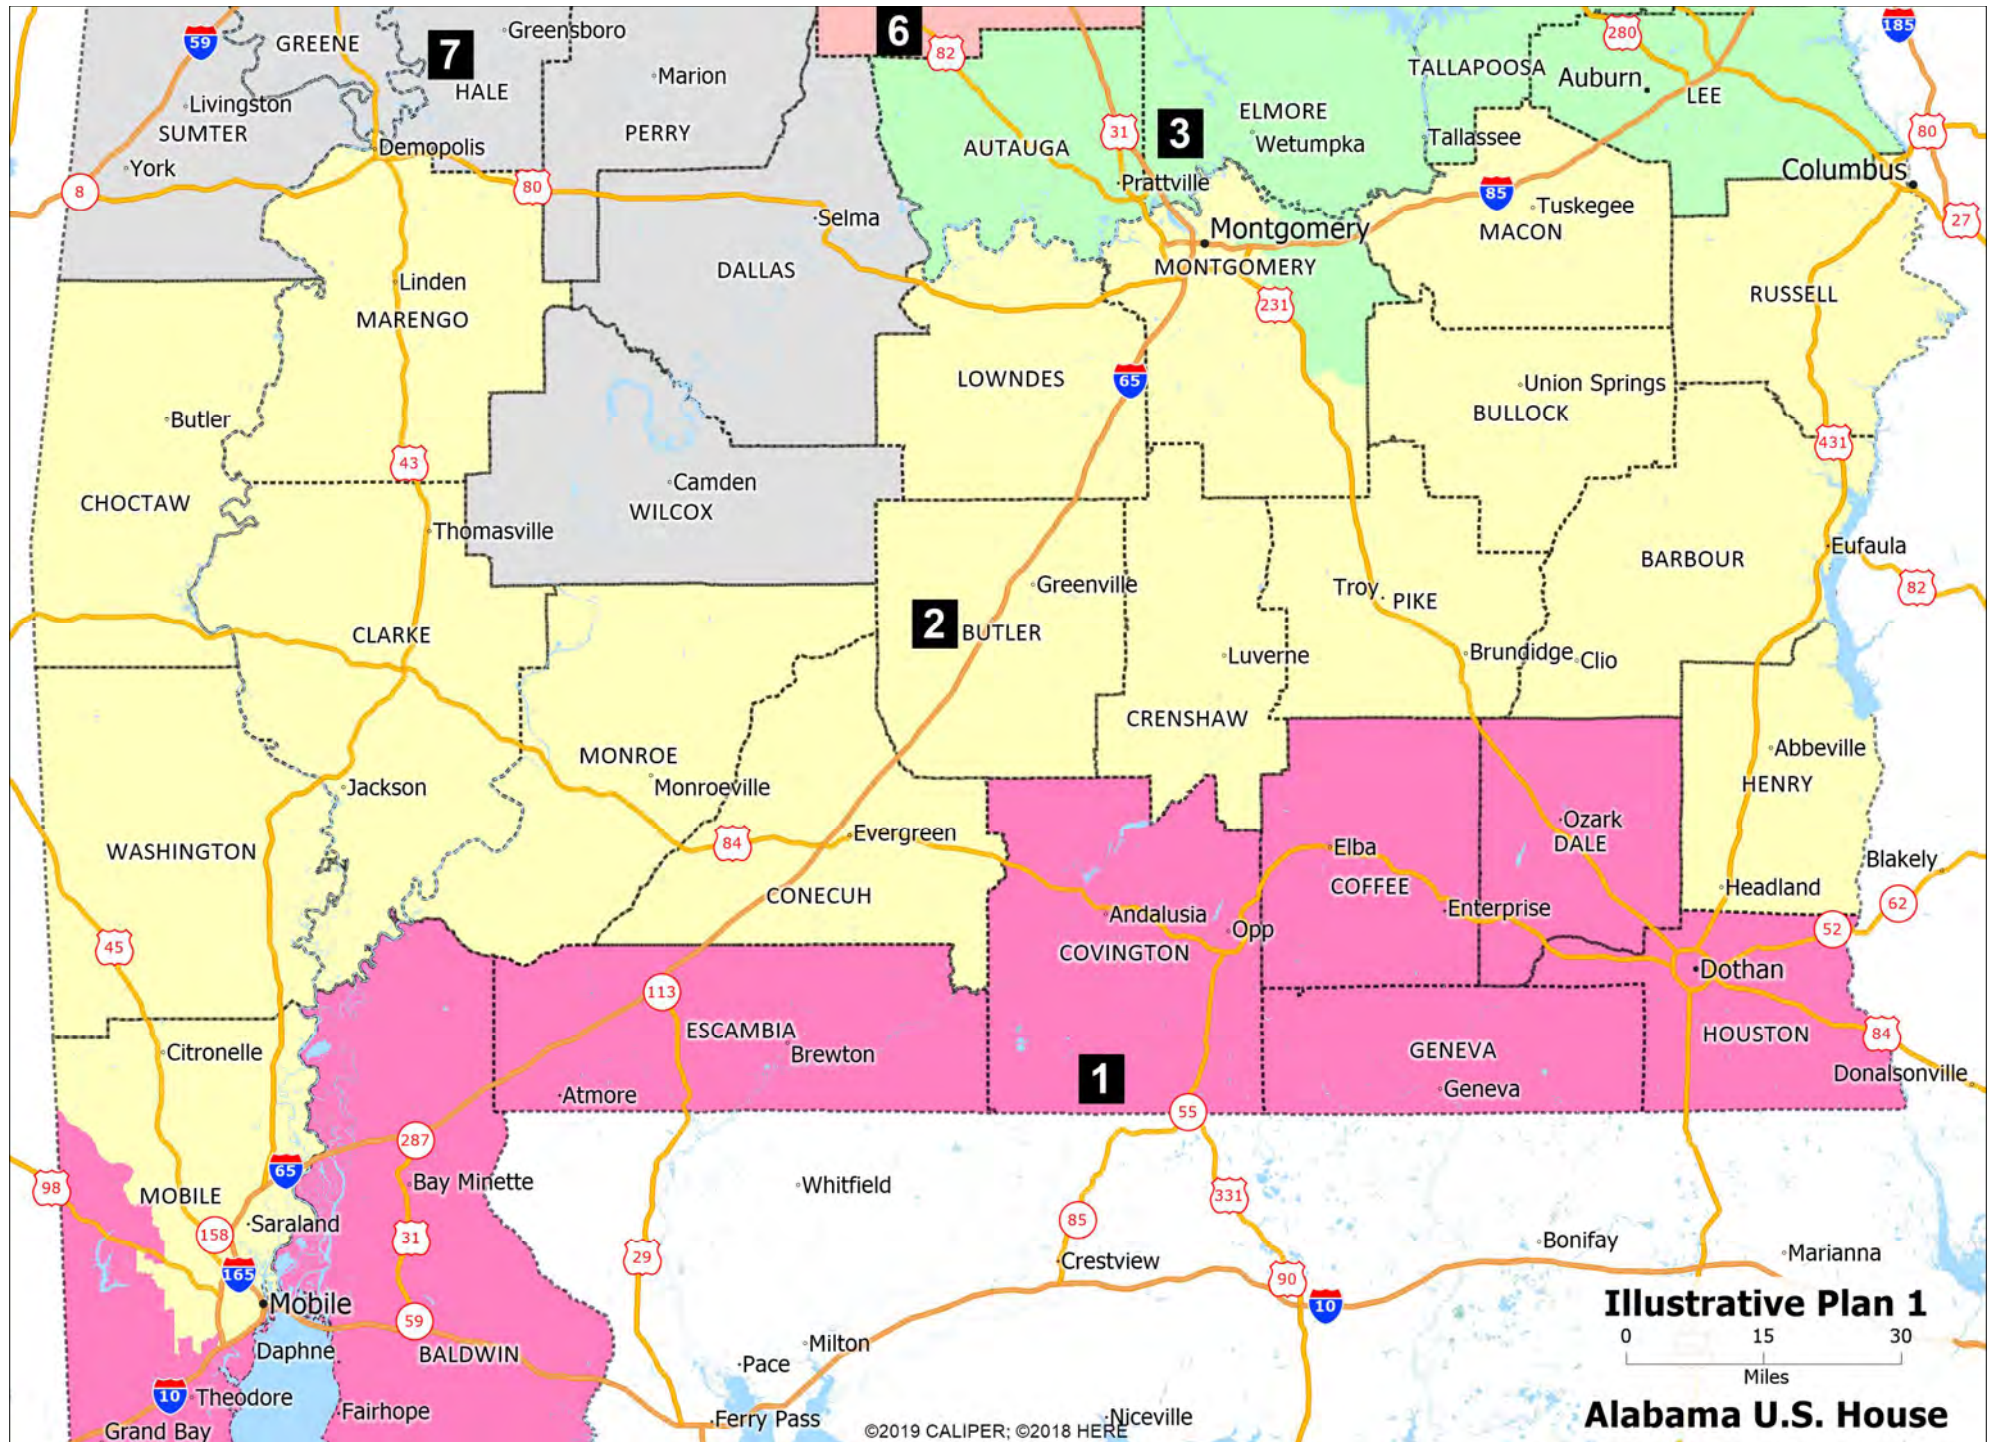 59
GREENE
7
Greensboro
HALE
6
82
280
185
TALLAPOOSA
Auburn
LEE
Livingston
SUMTER
Marion
PERRY
ELMORE
Wetumpka
31
3
AUTAUGA
Tallassee
80
Demopolis
York
8
80
Prattville
Columbus
85
Tuskegee
MACON
27
Selma
Montgomery
MONTGOMERY
DALLAS
Linden
MARENGO
231
RUSSELL
LOWNDES
65
Union Springs
BULLOCK
Butler
431
43
CHOCTAW
Camden
WILCOX
Thomasville
Eufaula
BARBOUR
82
Greenville
Troy
PIKE
2
BUTLER
CLARKE
Luverne
Brundidge
Clio
CRENSHAW
MONROE
Monroeville
Abbeville
HENRY
Jackson
Ozark
DALE
Evergreen
84
Elba
COFFEE
WASHINGTON
Blakely
Headland
CONECUH
Enterprise
62
52
Andalusia
Opp
COVINGTON
45
Dothan
113
ESCAMBIA
Brewton
HOUSTON
84
Citronelle
GENEVA
Geneva
1
Donalsonville
Atmore
55
287
65
98
Bay Minette
Whitfield
MOBILE
331
Saraland
158
31
85
29
Crestview
Bonifay
Marianna
165
90
10
Mobile
59
Illustrative Plan 1
0 15 30
Miles
Milton
Daphne
BALDWIN
Pace
10
Theodore
Fairhope
Grand Bay
Ferry Pass
Niceville
©2019 CALIPER; ©2018 HERE
Alabama U.S. House